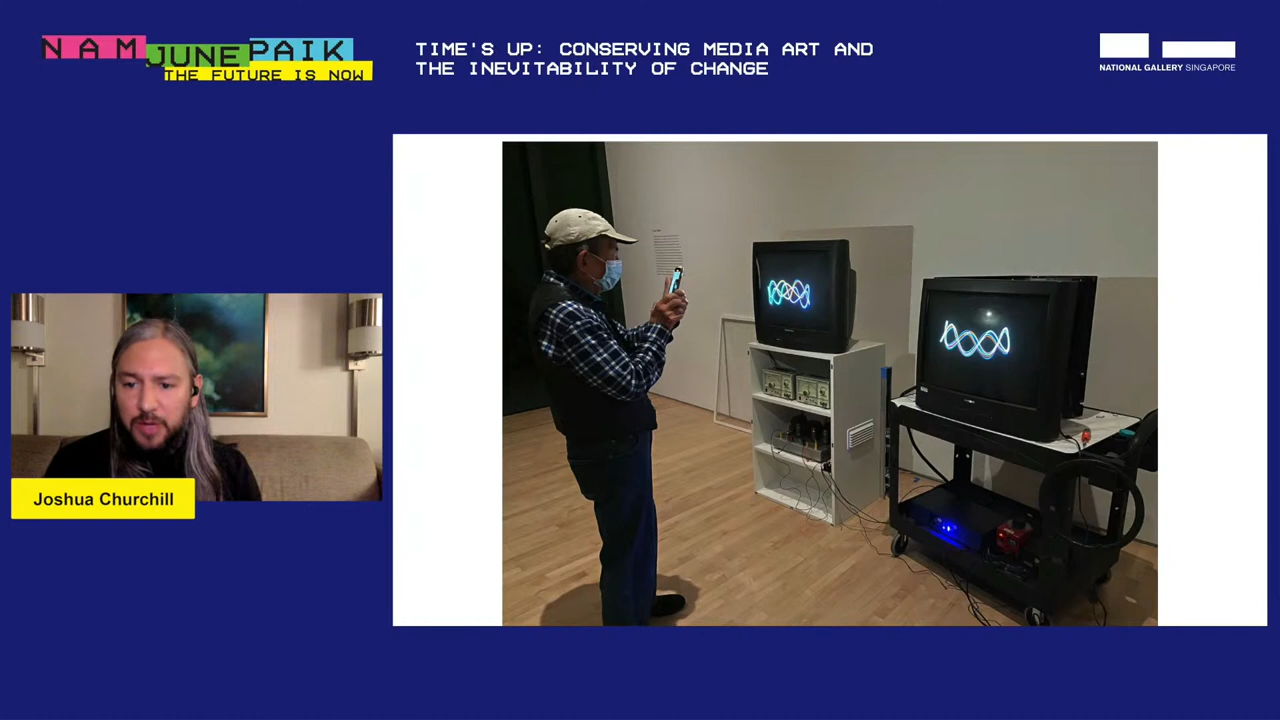 NAM JUNE PAIK
THE FUTURE IS NOW
TIME'S UP: CONSERVING MEDIA ART AND
THE INEVITABILITY OF CHANGE
NATIONAL GALLERY SINGAPORE
Joshua Churchill